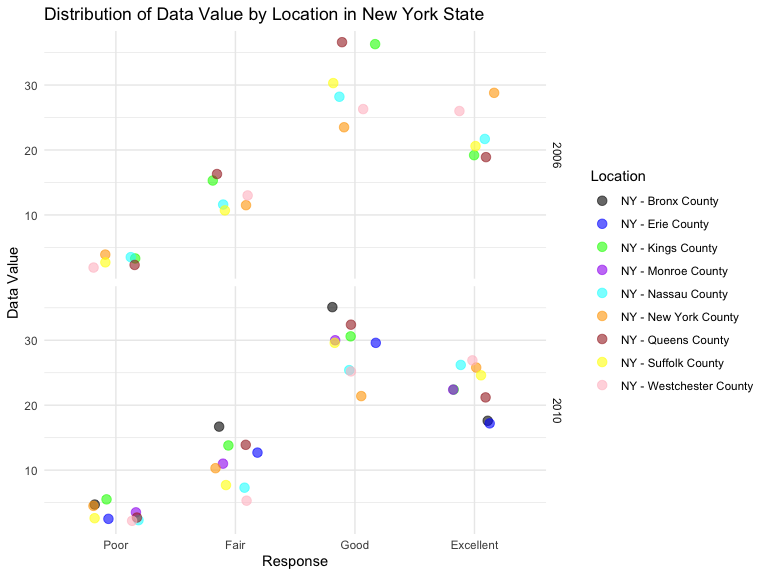 Distribution of Data Value by Location in New York State
Data Value
30
20
10
2006
30
20
10
2010
Poor
Fair
Good
Excellent
Response
Location
NY - Bronx County
NY - Erie County
NY - Kings County
NY - Monroe County
NY - Nassau County
NY - New York County
NY - Queens County
NY - Suffolk County
NY - Westchester County